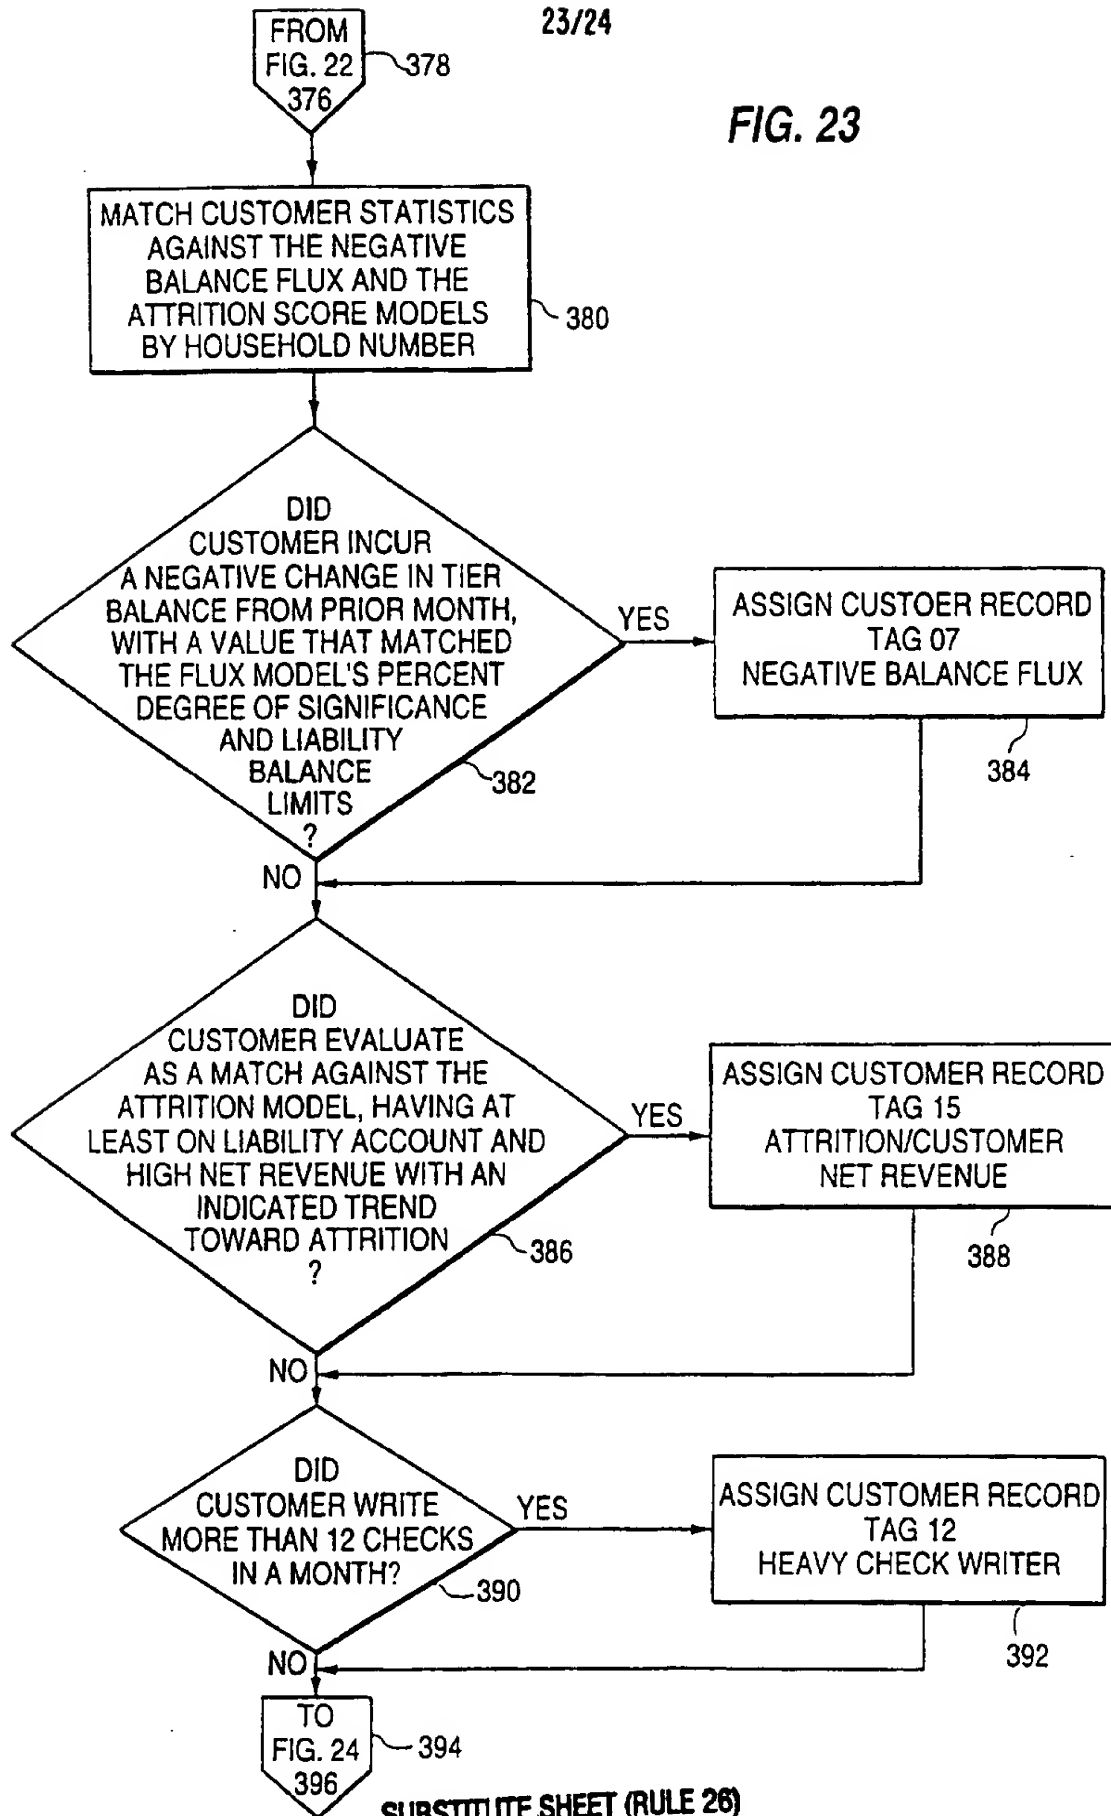 23/24
FROM
FIG. 22
376
378
FIG. 23
MATCH CUSTOMER STATISTICS
AGAINST THE NEGATIVE
BALANCE FLUX AND THE
ATTRITION SCORE MODELS
BY HOUSEHOLD NUMBER
380
DID
CUSTOMER INCUR
A NEGATIVE CHANGE IN TIER
BALANCE FROM PRIOR MONTH,
WITH A VALUE THAT MATCHED
THE FLUX MODEL'S PERCENT
DEGREE OF SIGNIFICANCE
AND LIABILITY
BALANCE
LIMITS
?
382
YES
ASSIGN CUSTOER RECORD
TAG 07
NEGATIVE BALANCE FLUX
384
NO
DID
CUSTOMER EVALUATE
AS A MATCH AGAINST THE
ATTRITION MODEL, HAVING AT
LEAST ON LIABILITY ACCOUNT AND
HIGH NET REVENUE WITH AN
INDICATED TREND
TOWARD ATTRITION
?
386
YES
ASSIGN CUSTOMER RECORD
TAG 15
ATTRITION/CUSTOMER
NET REVENUE
388
NO
DID
CUSTOMER WRITE
MORE THAN 12 CHECKS
IN A MONTH?
390
YES
ASSIGN CUSTOMER RECORD
TAG 12
HEAVY CHECK WRITER
392
NO
TO
FIG. 24
396
394
SUBSTITUTE SHEET (RULE 26)